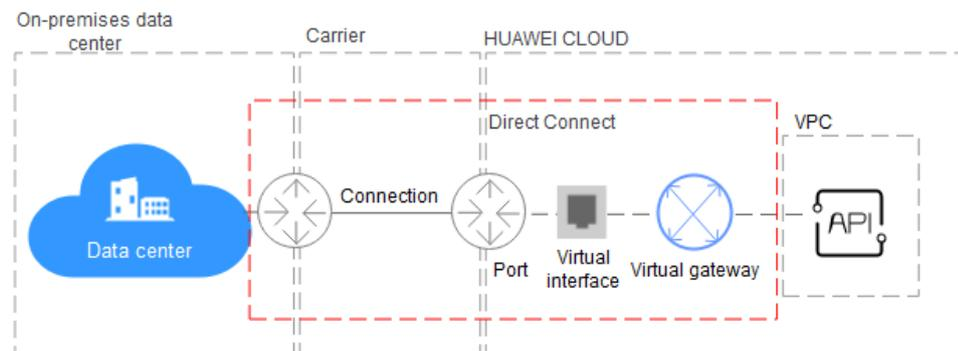 On-premises data
center
Carrier
HUAWEI CLOUD
Direct Connect
VPC
Connection
API
Data center
Port
Virtual
interface
Virtual gateway